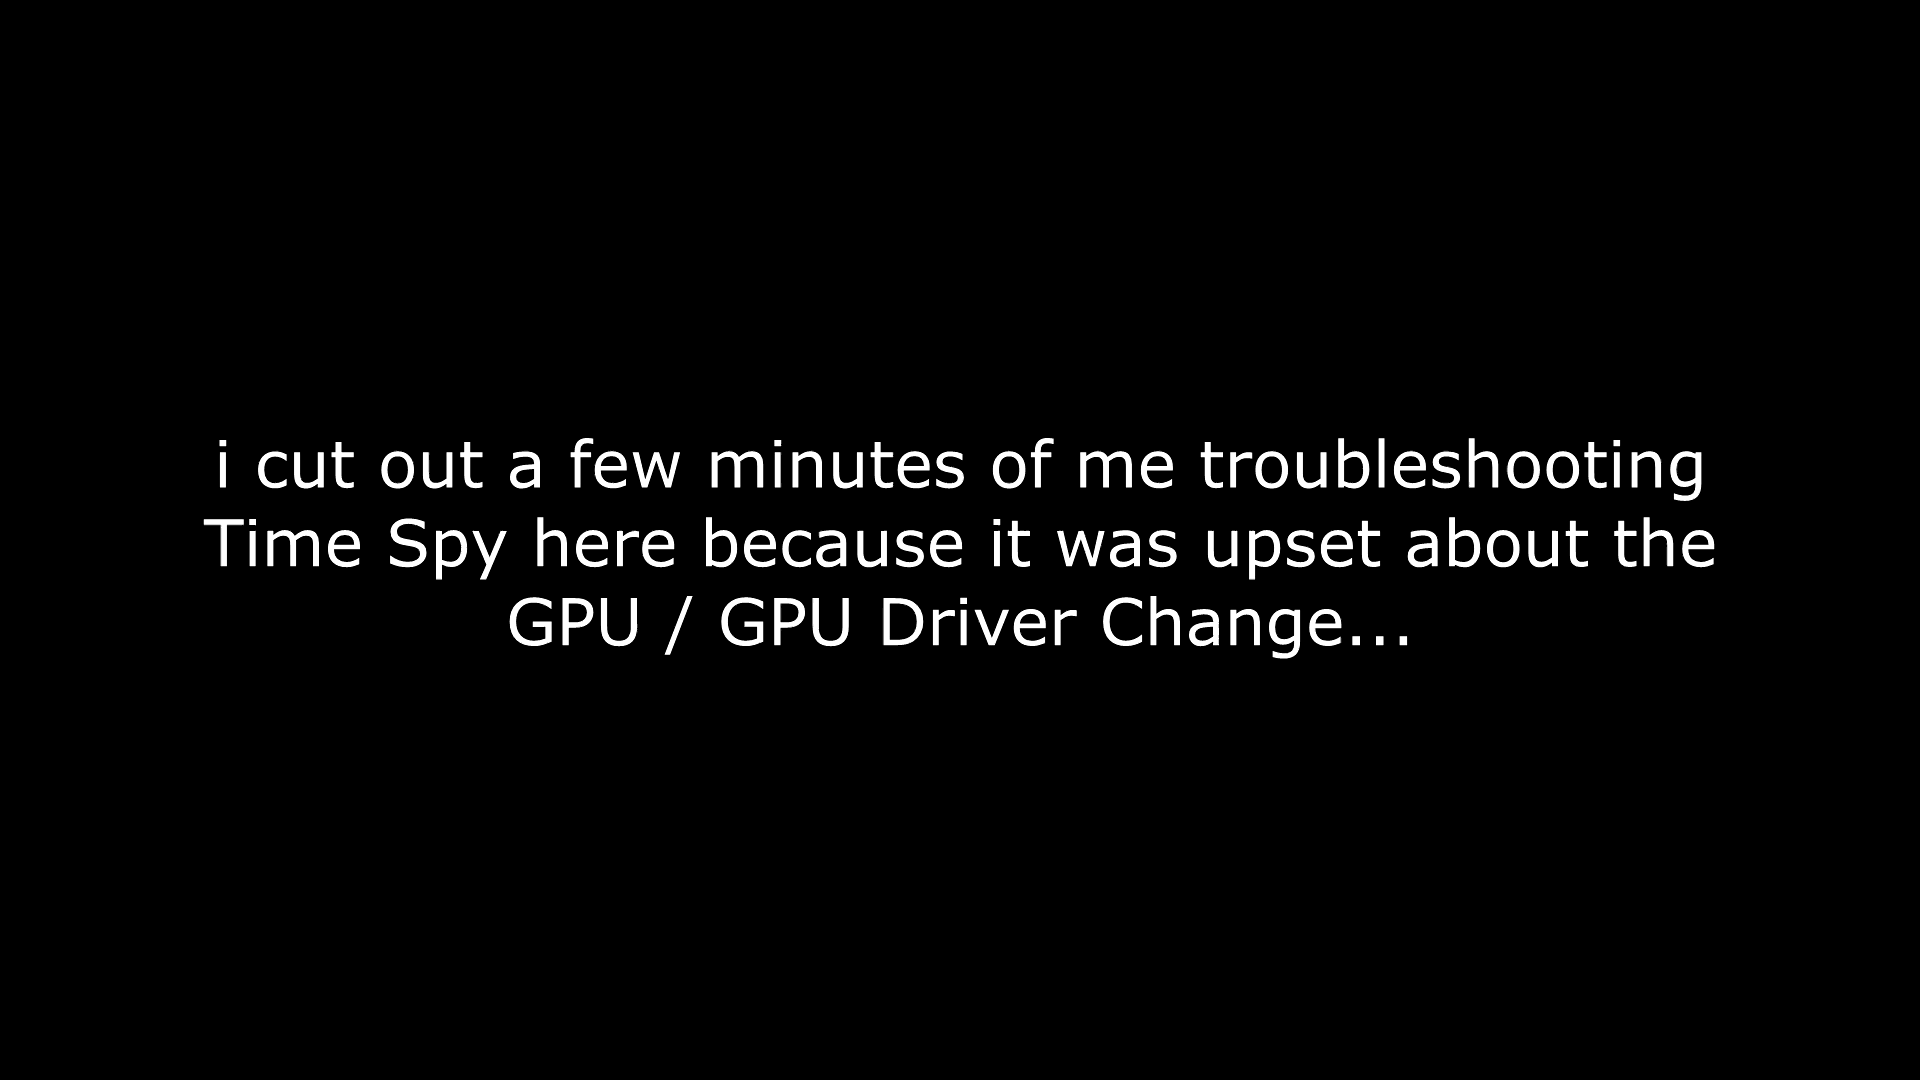 i cut out a few minutes of me troubleshooting
Time Spy here because it was upset about the
GPU / GPU Driver Change...